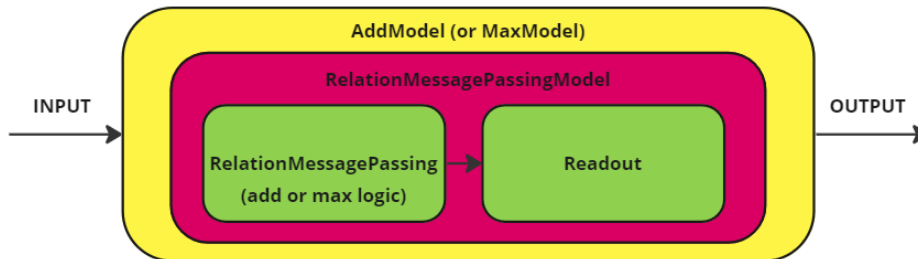 AddModel (or MaxModel)
RelationMessagePassingModel
INPUT
OUTPUT
RelationMessagePassing
(add or max logic)
Readout